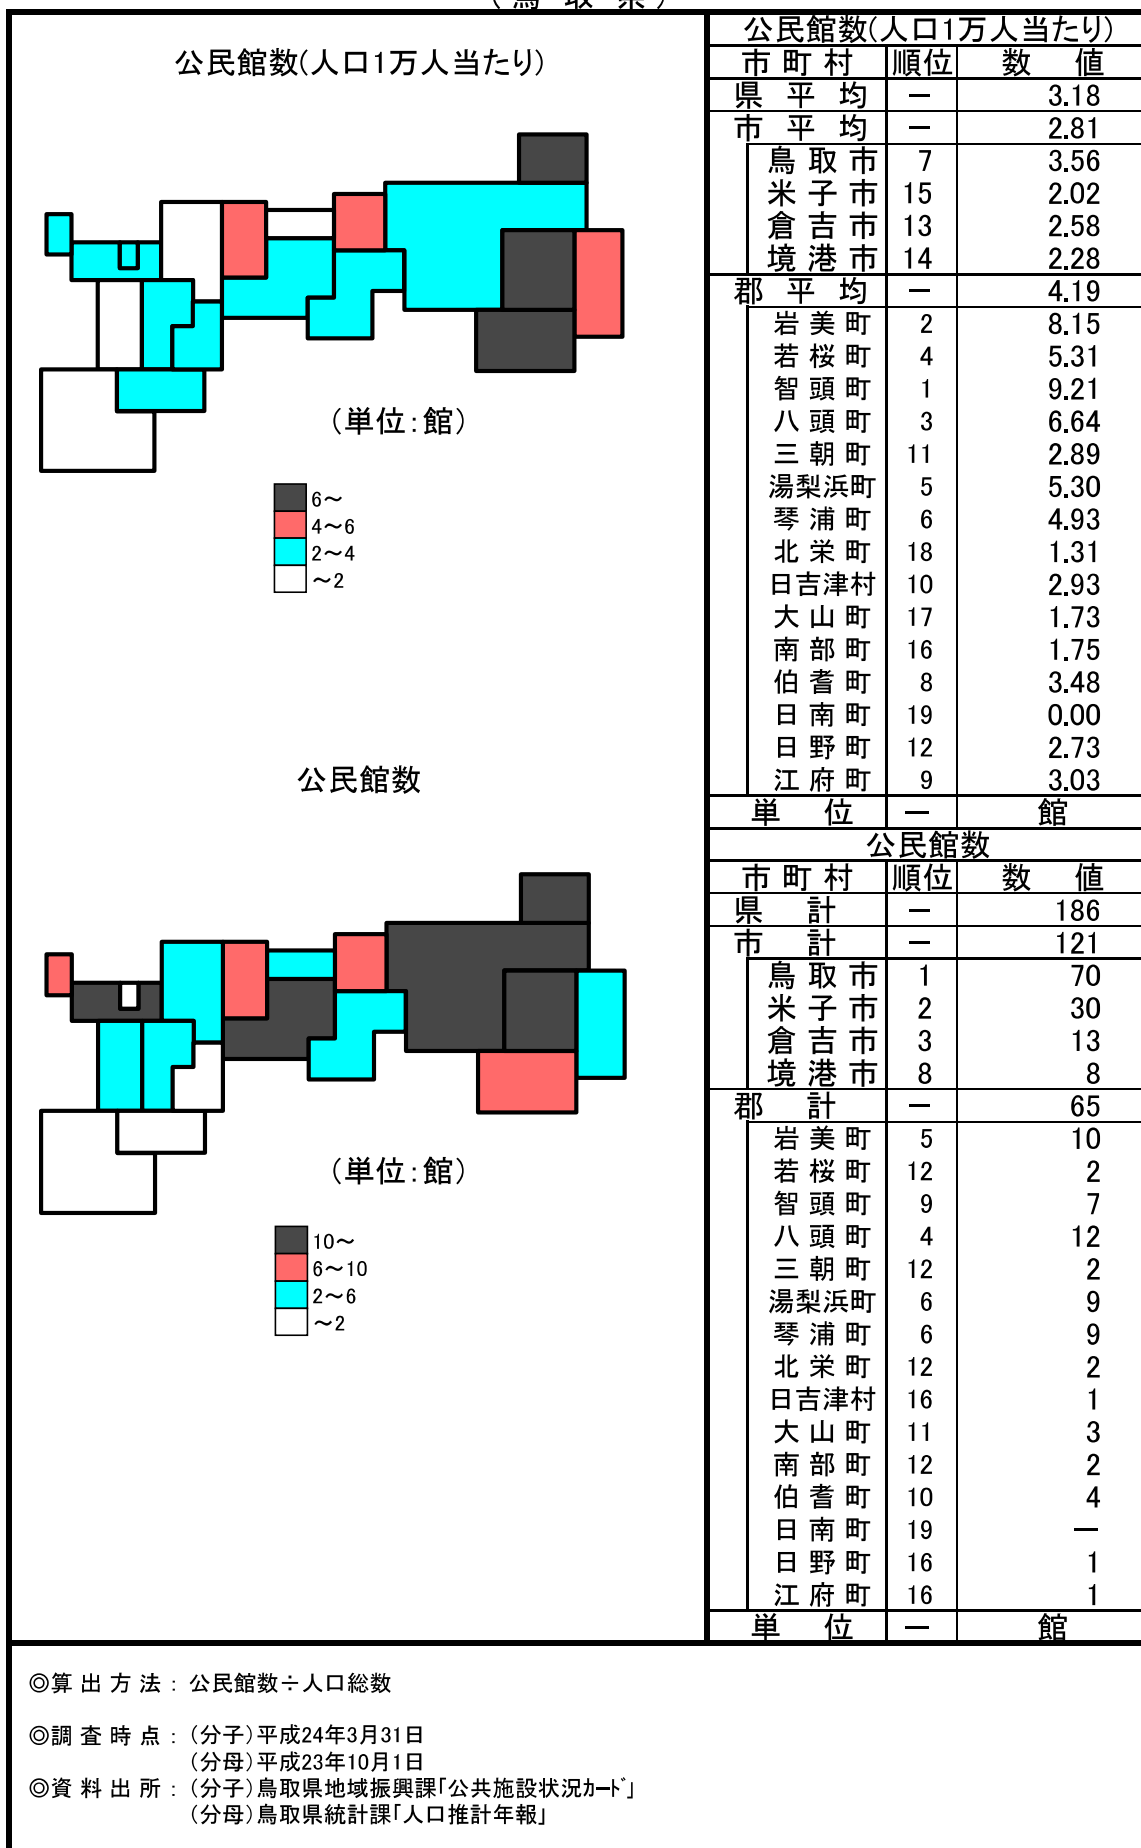 (鳥 取 県)
公民館数(人口1万人当たり)
(単位:館)
6～
4～6
2～4
～2
公民館数(人口1万人当たり)
市 町 村 順位 数 値
県 平 均 － 3.18
市 平 均 － 2.81
鳥 取 市 7 3.56
米 子 市 15 2.02
倉 吉 市 13 2.58
境 港 市 14 2.28
郡 平 均 － 4.19
岩 美 町 2 8.15
若 桜 町 4 5.31
智 頭 町 1 9.21
八 頭 町 3 6.64
三 朝 町 11 2.89
湯梨浜町 5 5.30
琴 浦 町 6 4.93
北 栄 町 18 1.31
日吉津村 10 2.93
大 山 町 17 1.73
南 部 町 16 1.75
伯 耆 町 8 3.48
日 南 町 19 0.00
日 野 町 12 2.73
江 府 町 9 3.03
単 位 － 館
公民館数
(単位:館)
10～
6～10
2～6
～2
公民館数
市 町 村 順位 数 値
県 計 － 186
市 計 － 121
鳥 取 市 1 70
米 子 市 2 30
倉 吉 市 3 13
境 港 市 8 8
郡 計 － 65
岩 美 町 5 10
若 桜 町 12 2
智 頭 町 9 7
八 頭 町 4 12
三 朝 町 12 2
湯梨浜町 6 9
琴 浦 町 6 9
北 栄 町 12 2
日吉津村 16 1
大 山 町 11 3
南 部 町 12 2
伯 耆 町 10 4
日 南 町 19 －
日 野 町 16 1
江 府 町 16 1
単 位 － 館
◎算 出 方 法 : 公民館数÷人口総数
◎調 査 時 点 : (分子)平成24年3月31日
(分母)平成23年10月1日
◎資 料 出 所 : (分子)鳥取県地域振興課｢公共施設状況ｶｰﾄﾞ｣
(分母)鳥取県統計課｢人口推計年報｣